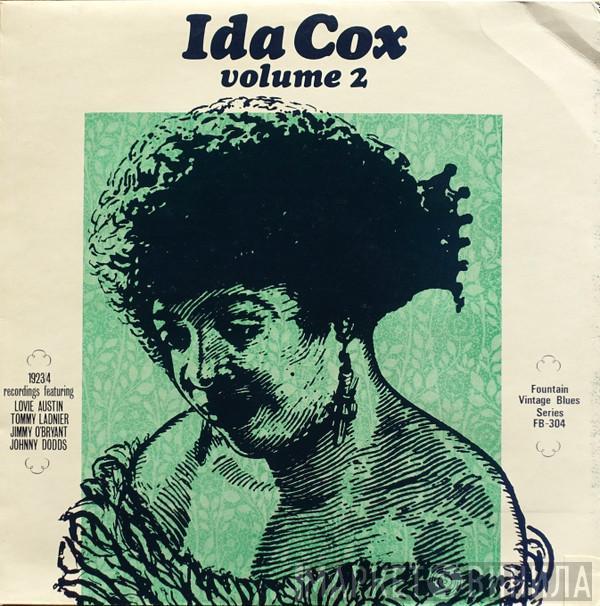 Ida Cox
volume 2
1923/4
recordings featuring
LOVIE AUSTIN
TOMMY LADNIER
JIMMY O'BRYANT
JOHNNY DODDS
Fountain
Vintage Blues
Series
FB-304